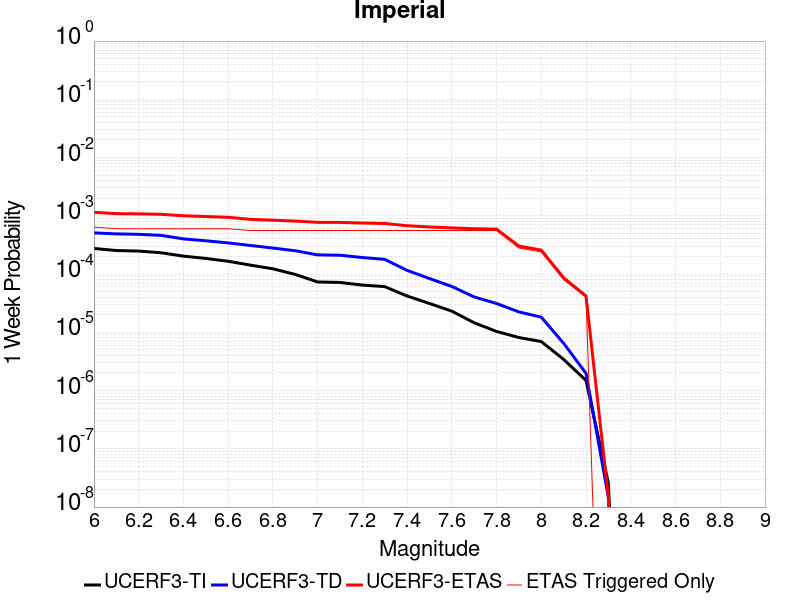 Imperial
10^0
10^-1
10^-2
10^-3
10^-4
10^-5
10^-6
10^-7
10^-8
1 Week Probability
6 6.2 6.4 6.6 6.8 7 7.2 7.4 7.6 7.8 8 8.2 8.4 8.6 8.8 9
Magnitude
UCERF3-TI UCERF3-TD UCERF3-ETAS ETAS Triggered Only